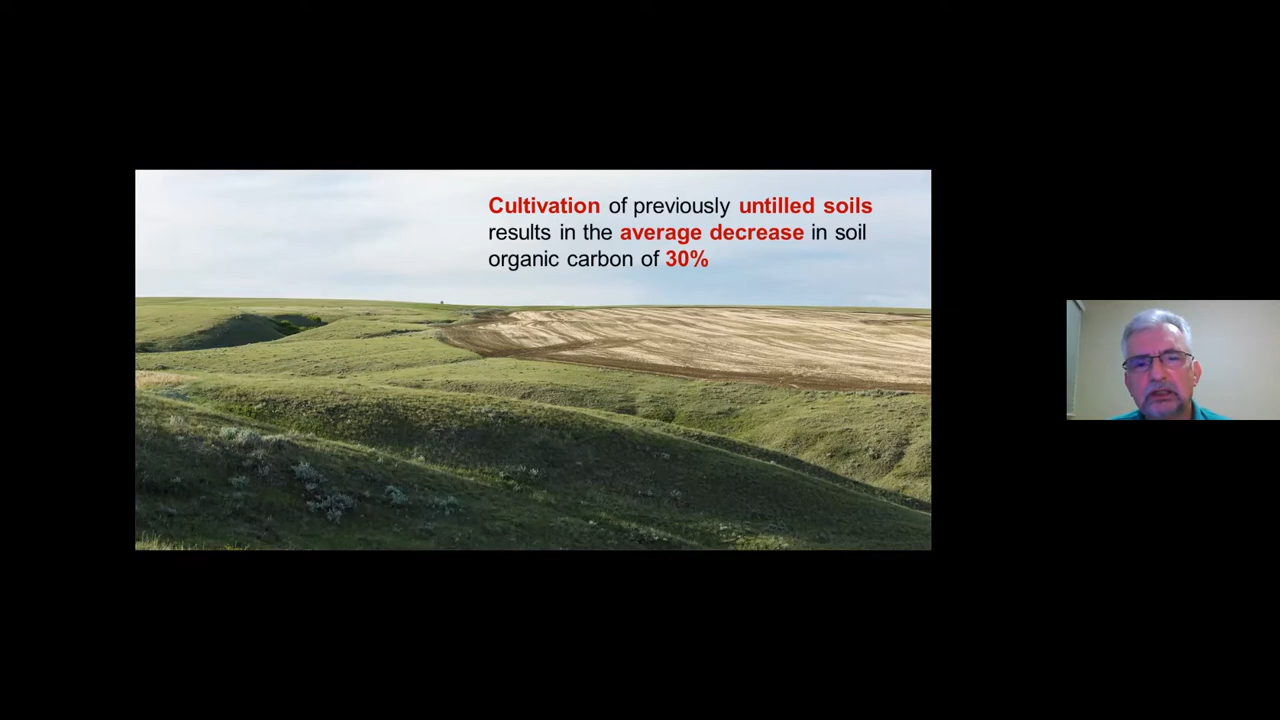 Cultivation of previously untilled soils
results in the average decrease in soil
organic carbon of 30%